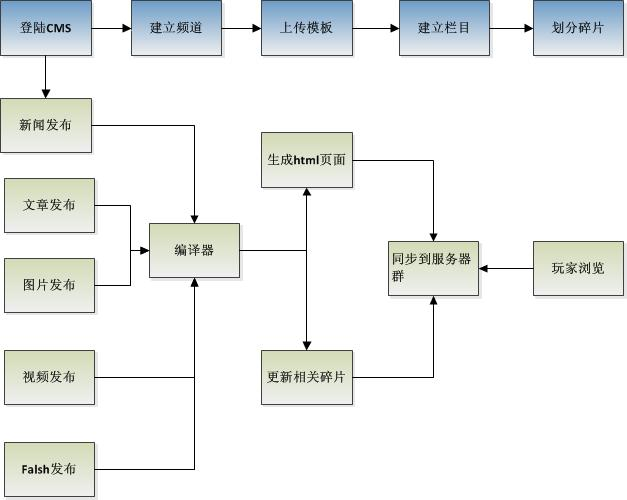 登陆CMS
建立频道
上传模板
建立栏目
划分碎片
新闻发布
生成html页面
文章发布
编译器
同步到服务器
群
玩家浏览
图片发布
视频发布
更新相关碎片
Falsh发布